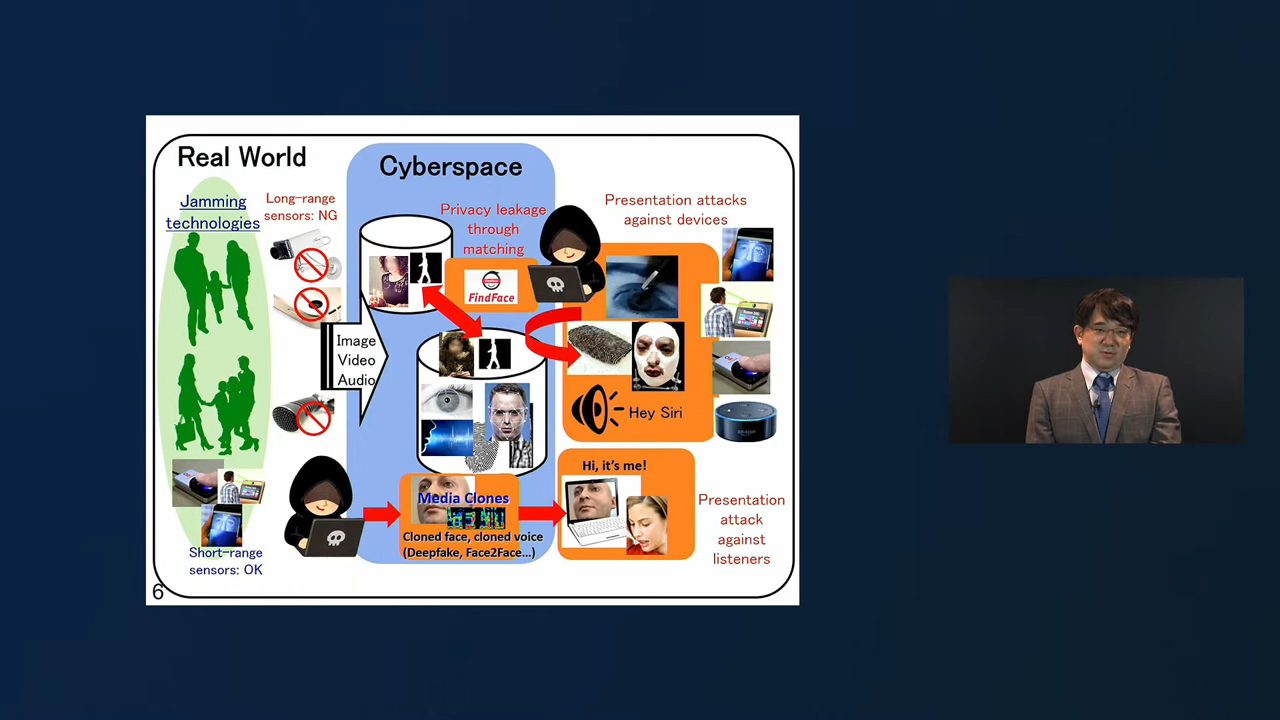 Real World
Cyberspace
Jamming
technologies
Long-range
sensors: NG
Privacy leakage
through
matching
Presentation attacks
against devices
FindFace
Image
Video
Audio
Hey Siri
amazon
Hi, it's me!
Media Clones
Cloned face, cloned voice
(Deepfake, Face2Face...)
Presentation
attack
against
listeners
Short-range
sensors: OK
6